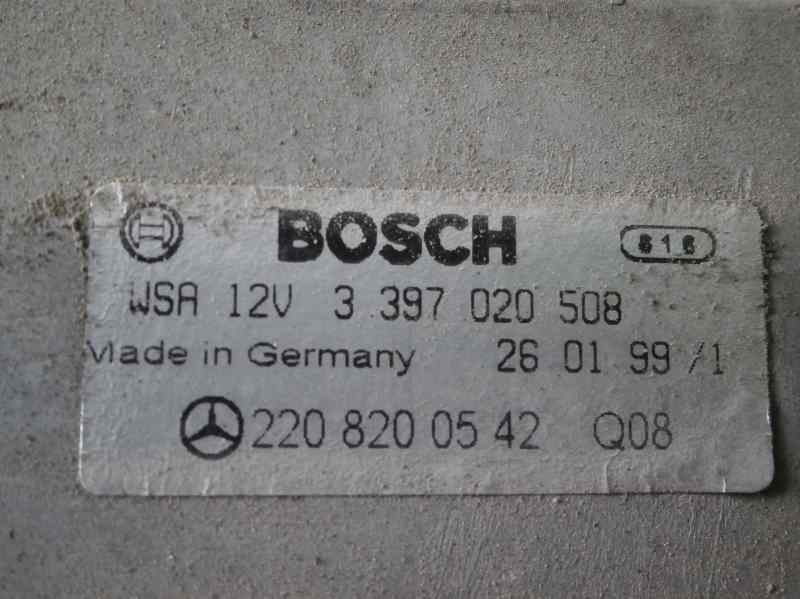 BOSCH 616
WSA 12V 3 397 020 508
Made in Germany 26 01 99 /1
220 820 05 42 Q08